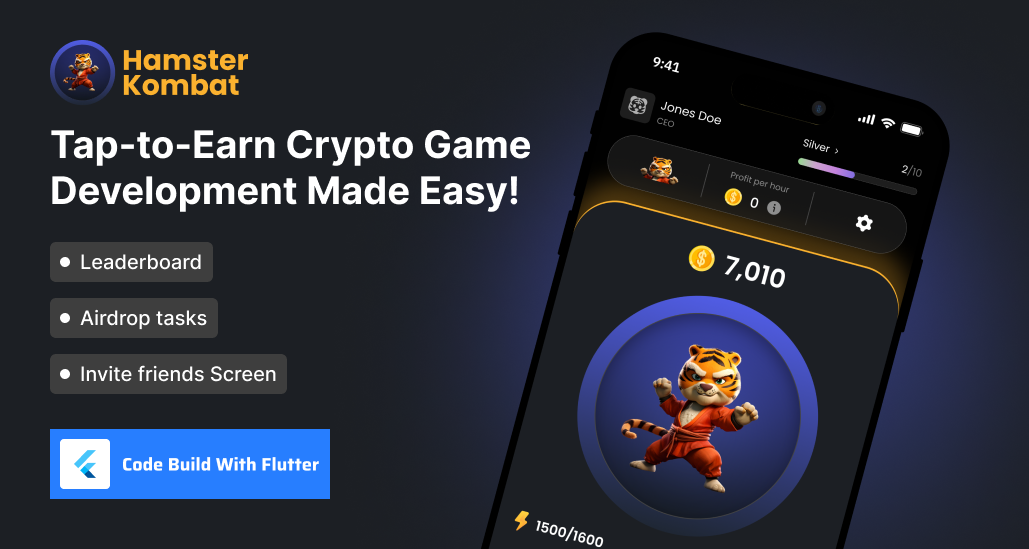 Hamster
Kombat
Tap-to-Earn Crypto Game
Development Made Easy!
Leaderboard
Airdrop tasks
Invite friends Screen
Code Build With Flutter
9:41
Jones Doe
CEO
Silver >
2/10
Profit per hour
$ 0 i
$ 7,010
1500/1600